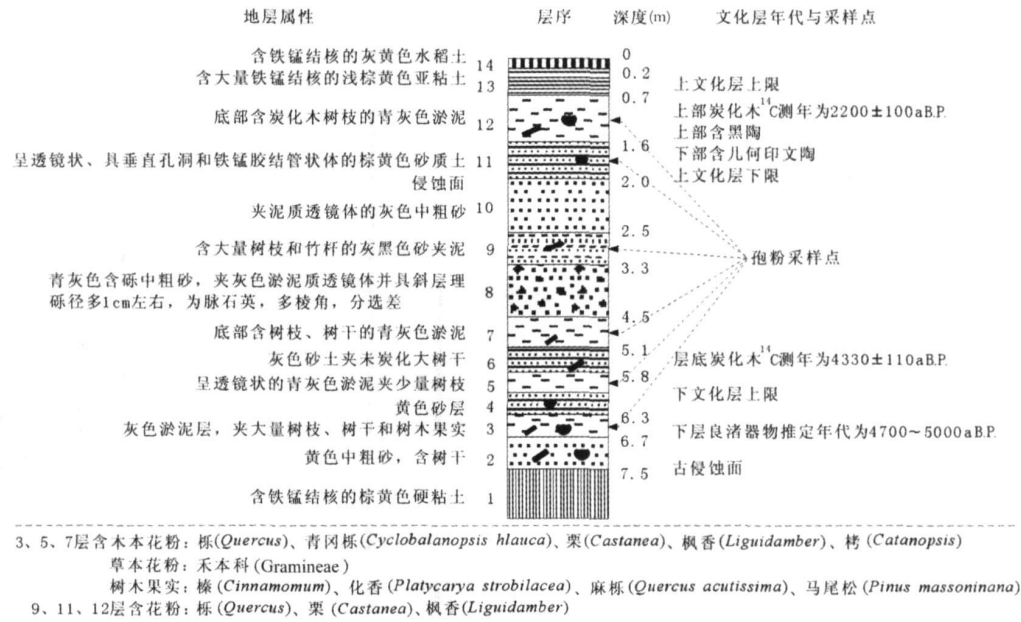 地层属性 层序 深度(m) 文化层年代与采样点
0
含铁锰结核的灰黄色水稻土 14
0.2
含大量铁锰结核的浅棕黄色亚粘土 13
上文化层上限
0.7
上部炭化木14C测年为2200±100aB.P.
底部含炭化木树枝的青灰色淤泥 12
上部含黑陶
1.6
下部含几何印文陶
呈透镜状、具垂直孔洞和铁锰胶结管状体的棕黄色砂质土 11
上文化层下限
侵蚀面
2.0
夹泥质透镜体的灰色中粗砂 10
2.5
含大量树枝和竹杆的灰黑色砂夹泥 9
孢粉采样点
3.3
青灰色含砾中粗砂，夹灰色淤泥质透镜体并具斜层理
砾径多1cm左右，为脉石英，多棱角，分选差 8
4.5
底部含树枝、树干的青灰色淤泥 7
5.1
灰色砂土夹未炭化大树干 6
层底炭化木14C测年为4330±110aB.P.
5.8
呈透镜状的青灰色淤泥夹少量树枝 5
下文化层上限
黄色砂层 4
6.3
灰色淤泥层，夹大量树枝、树干和树木果实 3
下层良渚器物推定年代为4700~5000aB.P.
6.7
黄色中粗砂，含树干 2
7.5 古侵蚀面
含铁锰结核的棕黄色硬粘土 1
3、5、7层含木本花粉：栎(Quercus)、青冈栎(Cyclobalanopsis hlauca)、栗(Castanea)、枫香(Liguidamber)、栲(Catanopsis)
草本花粉：禾本科(Gramineae)
树木果实：榛(Cinnamomum)、化香(Platycarya strobilacea)、麻栎(Quercus acutissima)、马尾松(Pinus massoninana)
9、11、12层含花粉：栎(Quercus)、栗(Castanea)、枫香(Liguidamber)